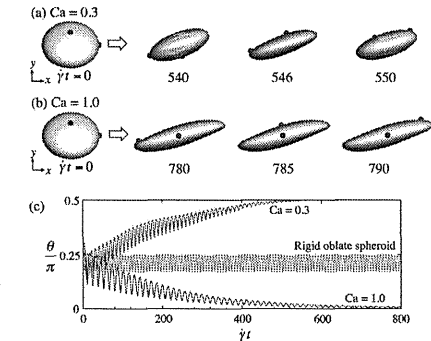 (a) Ca = 0.3
y
x γ̇t = 0
540 546 550
(b) Ca = 1.0
y
x γ̇t = 0
780 785 790
(c)
0.5
Ca = 0.3
Rigid oblate spheroid
θ/π
0.25
Ca = 1.0
0
0 200 400 600 800
γ̇t